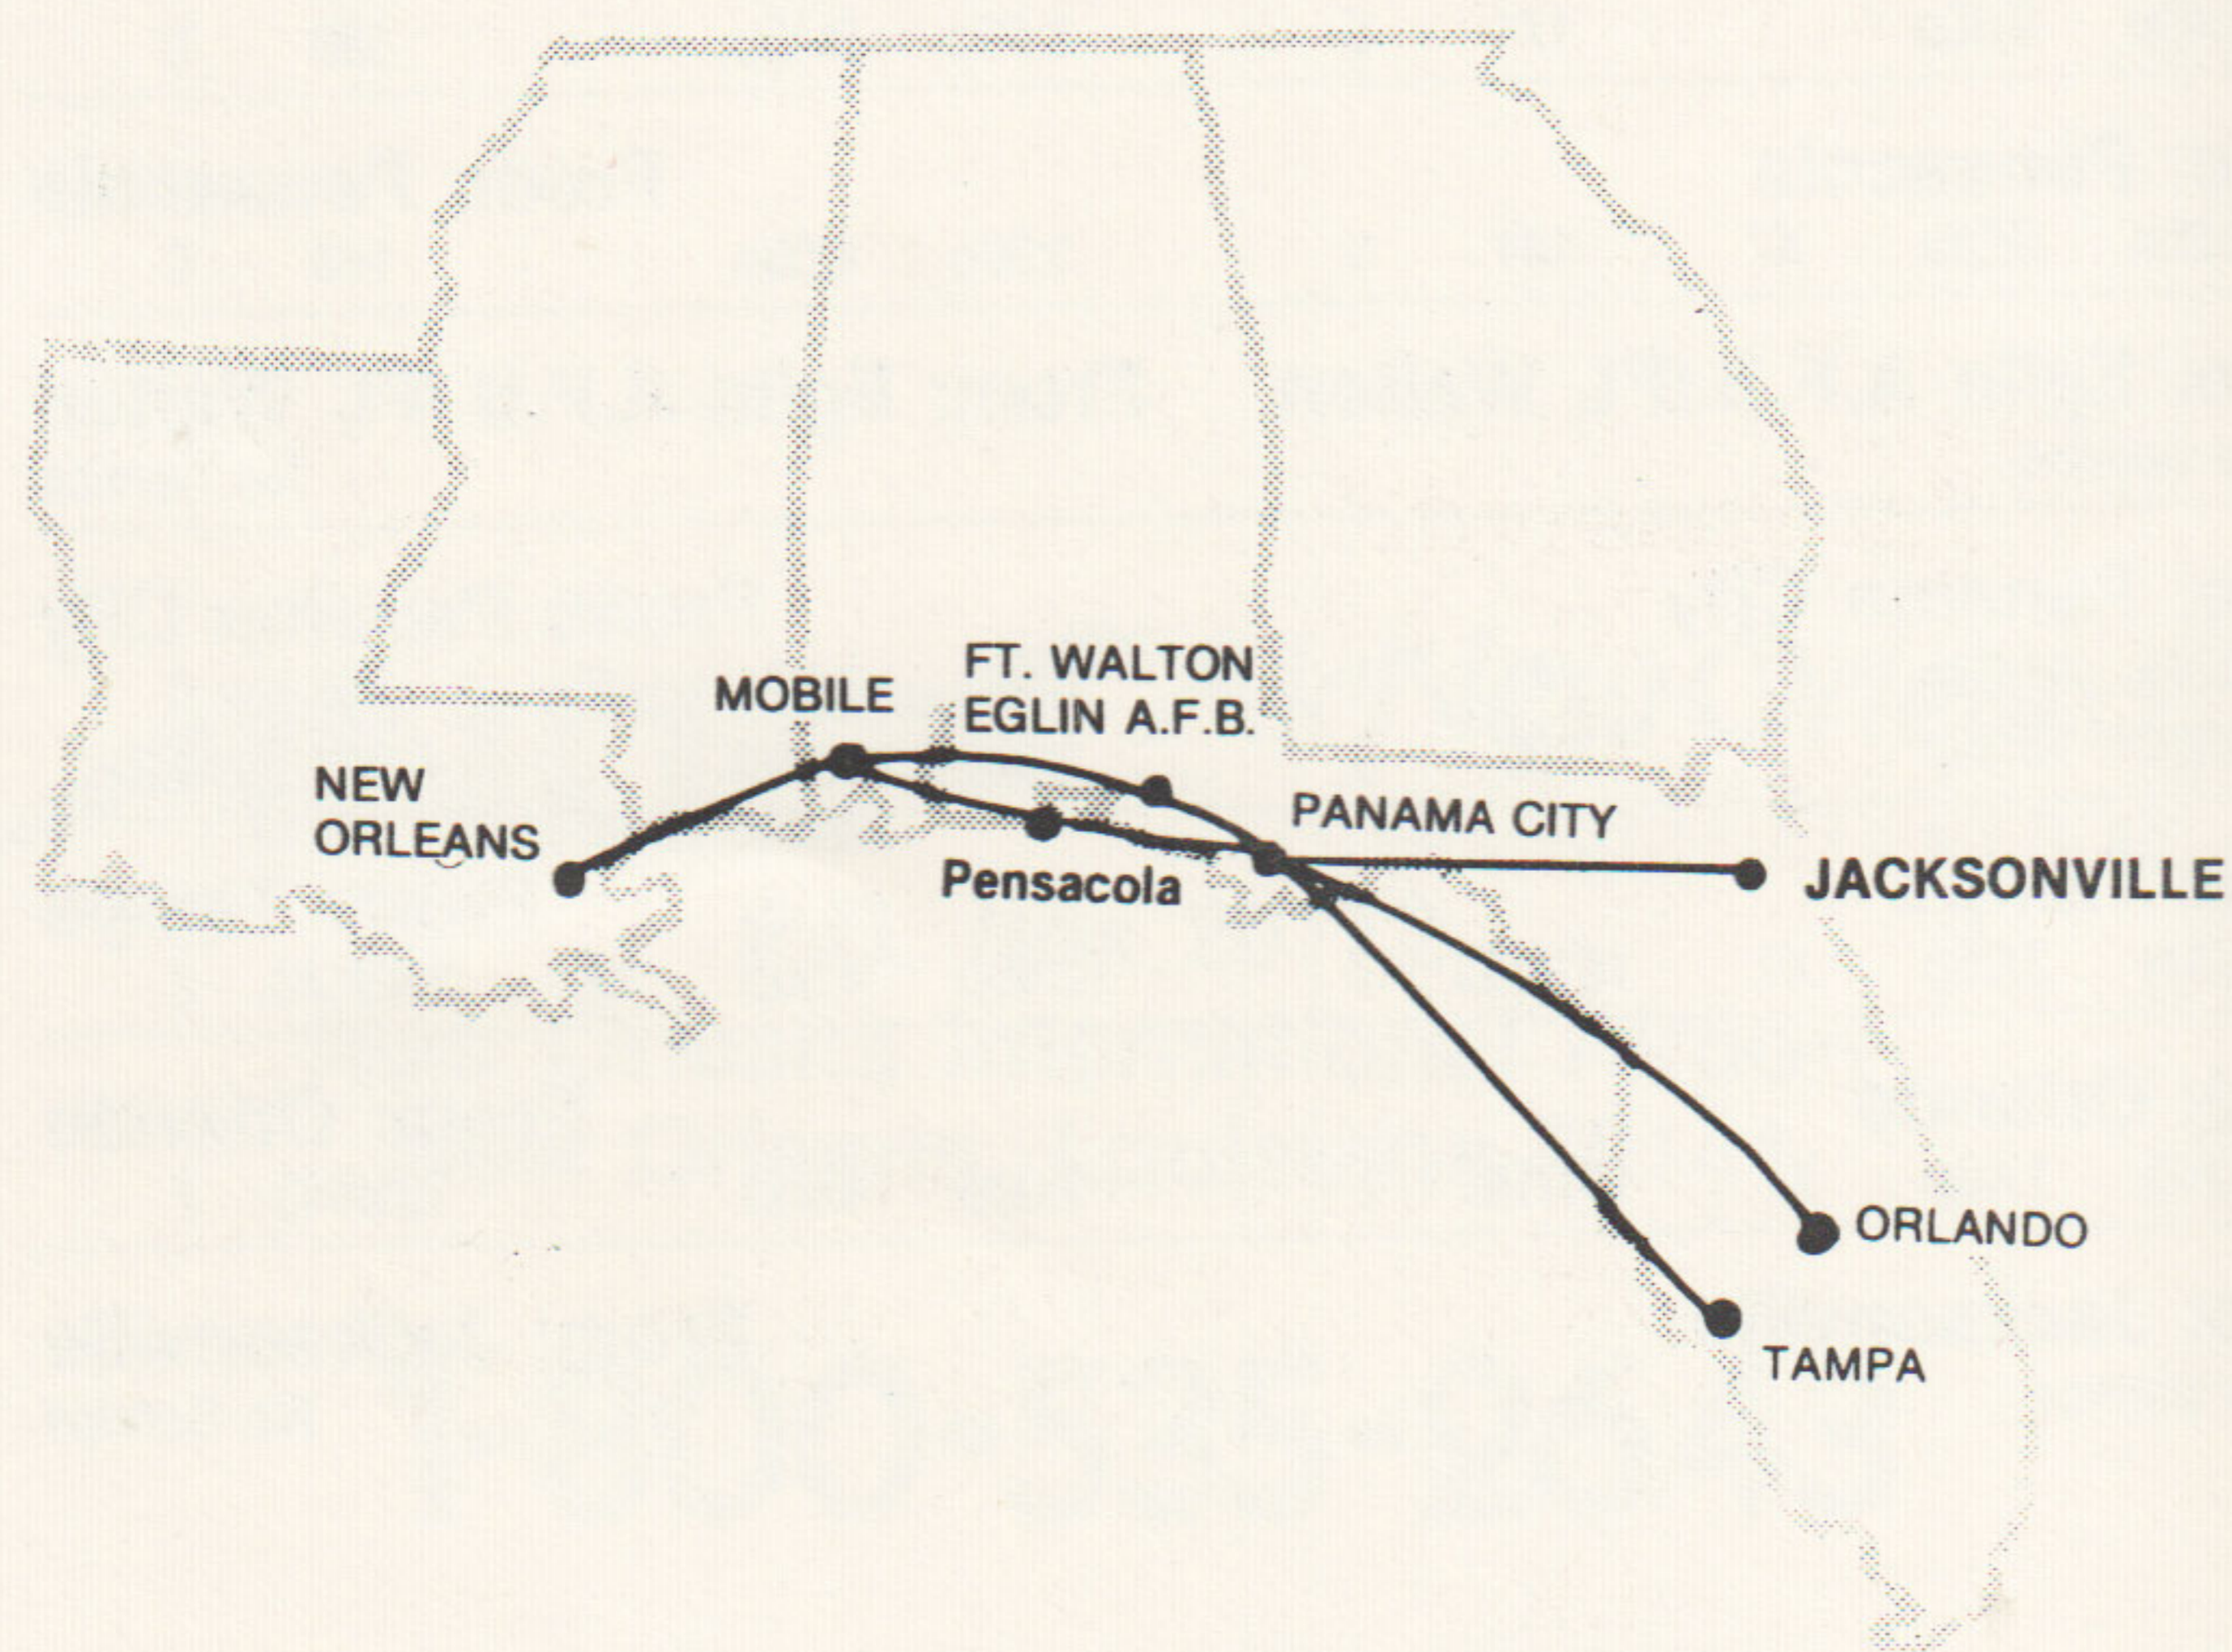 FT. WALTON
EGLIN A.F.B.
MOBILE
NEW
ORLEANS
PANAMA CITY
Pensacola
JACKSONVILLE
ORLANDO
TAMPA